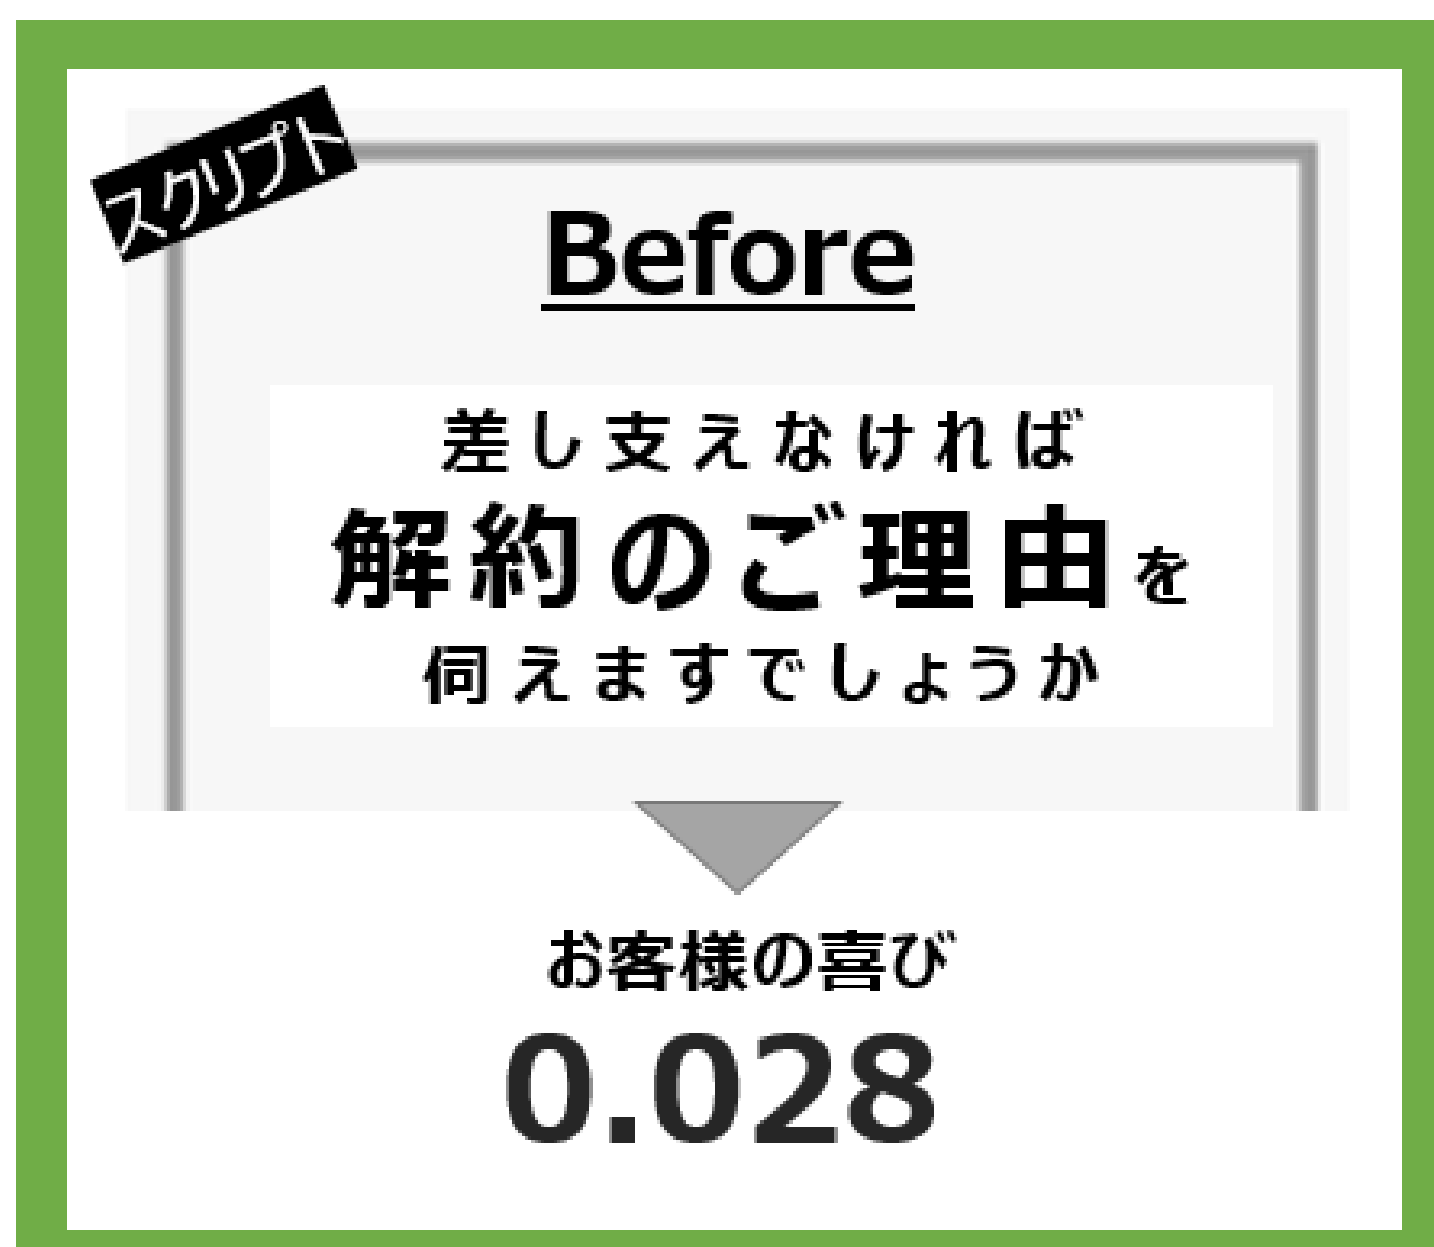 スクリプト
Before
差し支えなければ
解約のご理由を
伺えますでしょうか
お客様の喜び
0.028